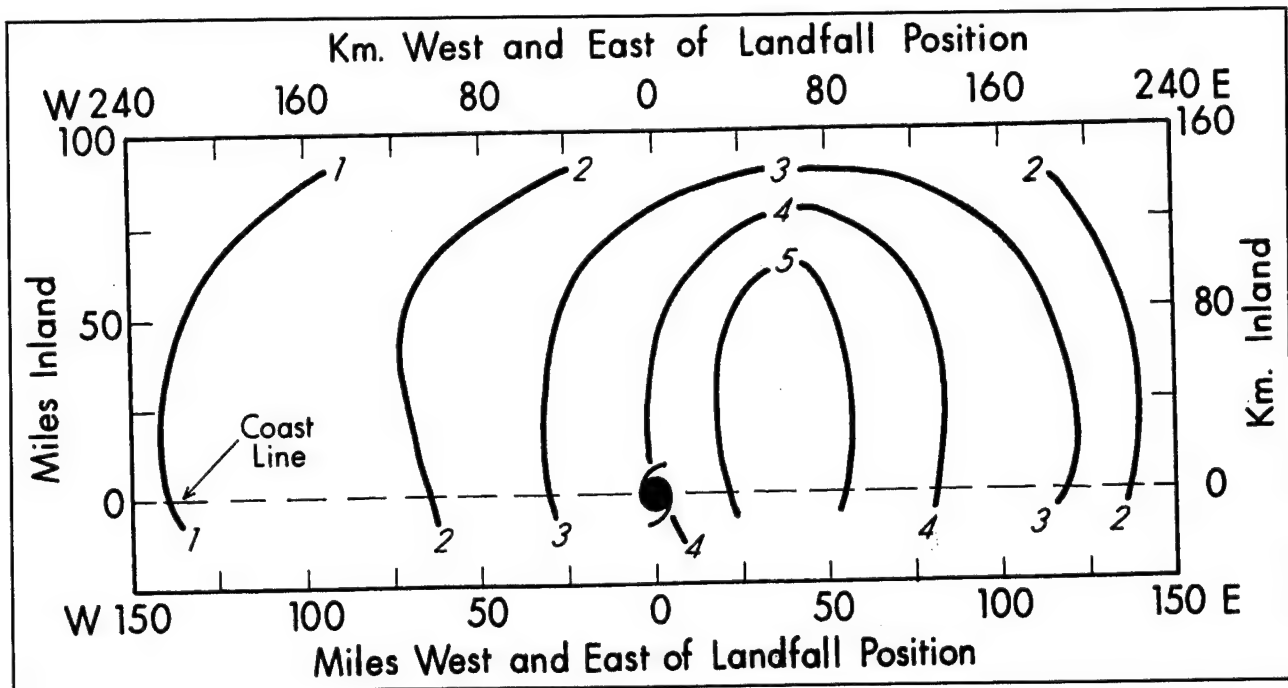 Km. West and East of Landfall Position
W 240 160 80 0 80 160 240 E
100 160
1 2 3 2
4
5
50 80
Miles Inland
Km. Inland
Coast
Line
0 0
1 2 3 4 4 3 2
W 150 100 50 0 50 100 150 E
Miles West and East of Landfall Position